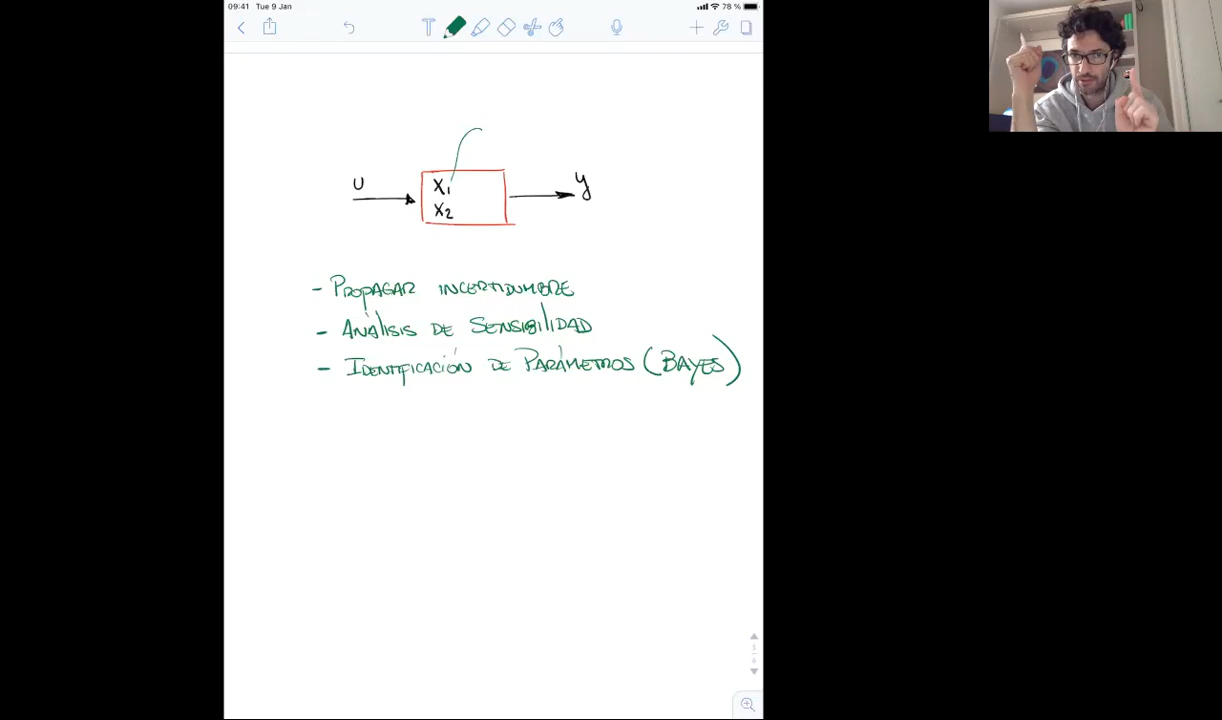 09:41 Tue 9 Jan 78 %
T
U
X1
X2
y
- PROPAGAR INCERTIDUMBRE
- ANÁLISIS DE SENSIBILIDAD
- IDENTIFICACIÓN DE PARÁMETROS (BAYES)